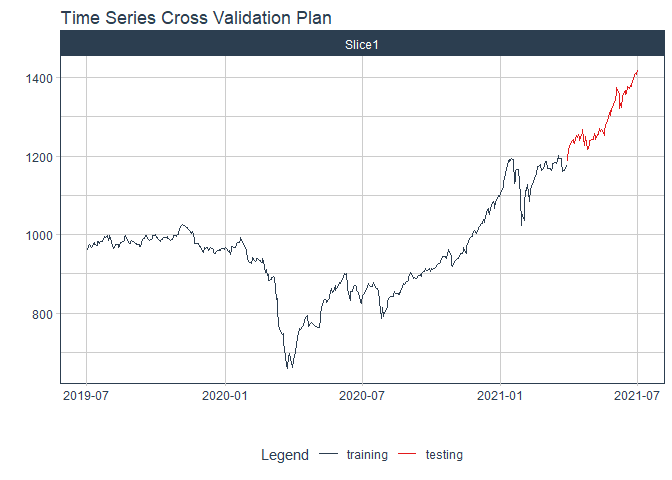 Time Series Cross Validation Plan
Slice1
1400
1200
1000
800
2019-07 2020-01 2020-07 2021-01 2021-07
Legend training testing